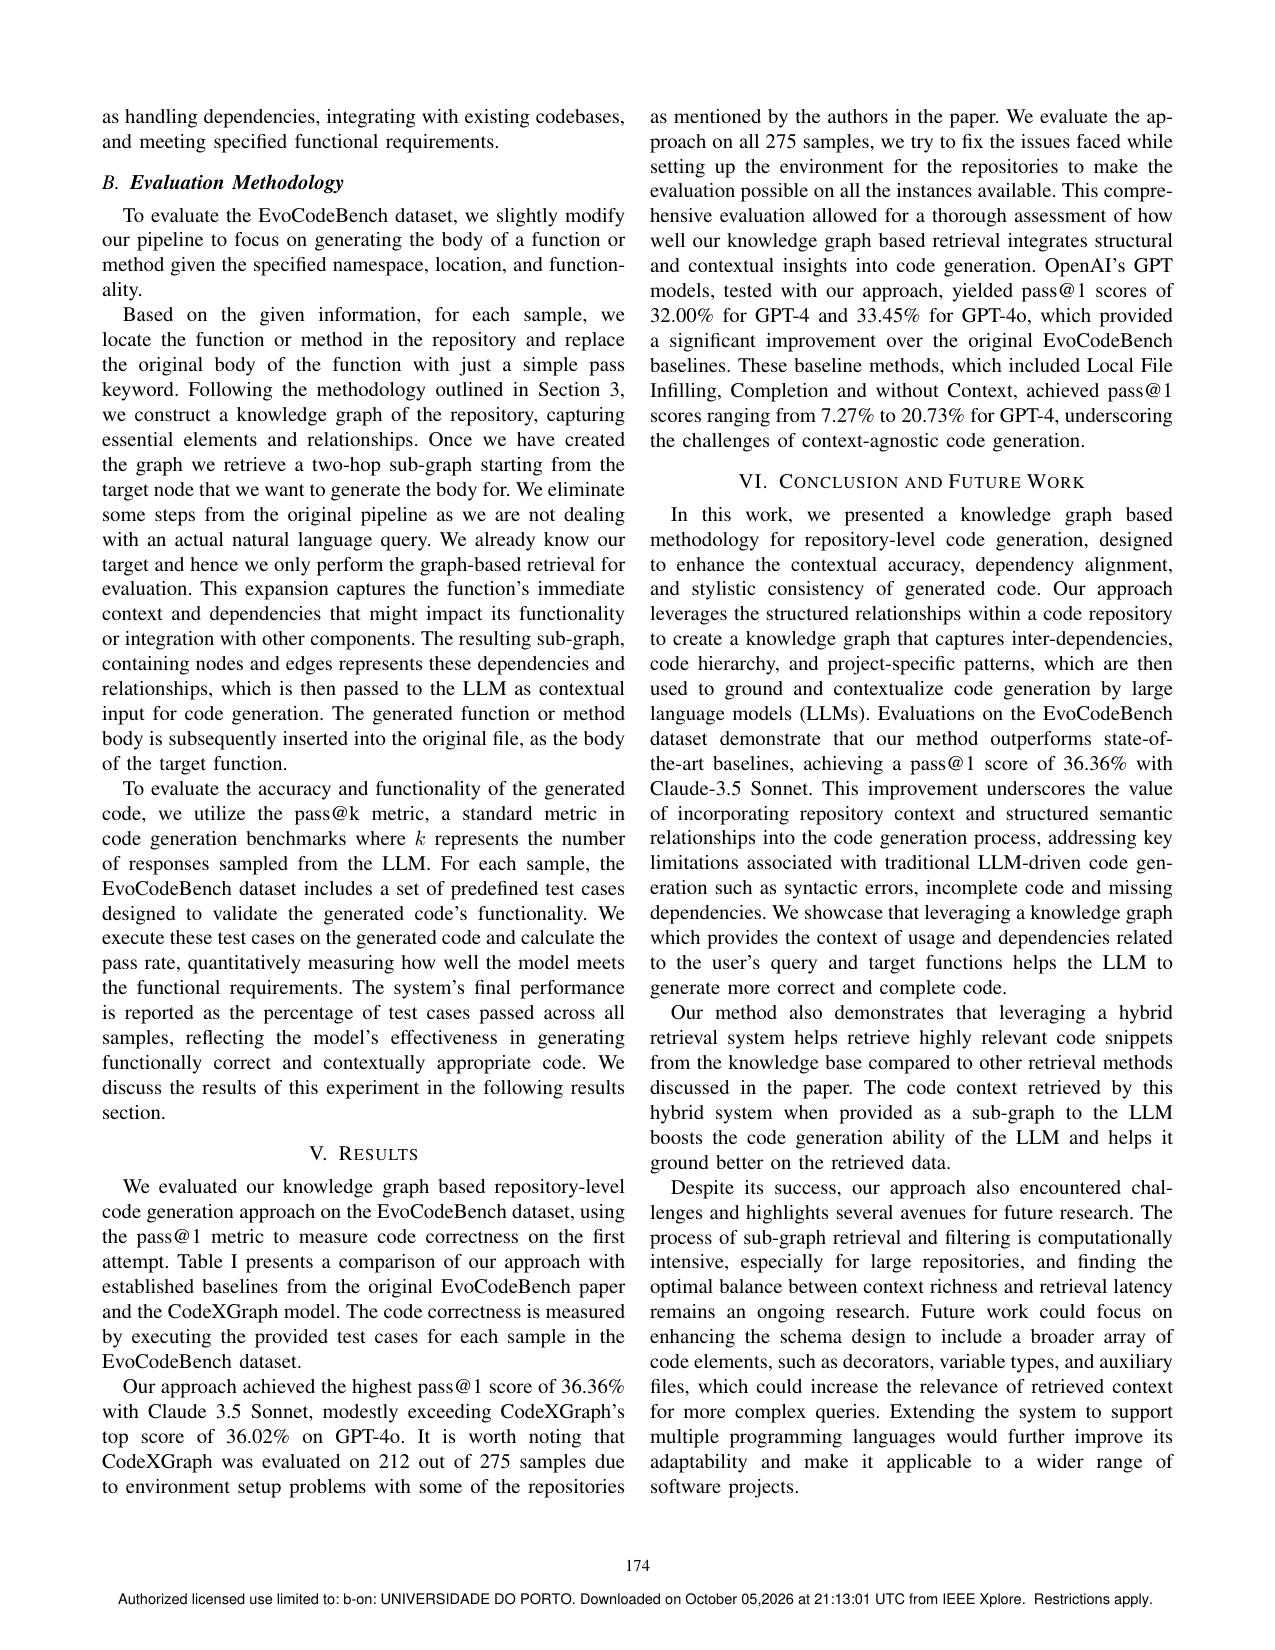 as handling dependencies, integrating with existing codebases,
and meeting specified functional requirements.
B. Evaluation Methodology
To evaluate the EvoCodeBench dataset, we slightly modify
our pipeline to focus on generating the body of a function or
method given the specified namespace, location, and function-
ality.
Based on the given information, for each sample, we
locate the function or method in the repository and replace
the original body of the function with just a simple pass
keyword. Following the methodology outlined in Section 3,
we construct a knowledge graph of the repository, capturing
essential elements and relationships. Once we have created
the graph we retrieve a two-hop sub-graph starting from the
target node that we want to generate the body for. We eliminate
some steps from the original pipeline as we are not dealing
with an actual natural language query. We already know our
target and hence we only perform the graph-based retrieval for
evaluation. This expansion captures the function's immediate
context and dependencies that might impact its functionality
or integration with other components. The resulting sub-graph,
containing nodes and edges represents these dependencies and
relationships, which is then passed to the LLM as contextual
input for code generation. The generated function or method
body is subsequently inserted into the original file, as the body
of the target function.
To evaluate the accuracy and functionality of the generated
code, we utilize the pass@k metric, a standard metric in
code generation benchmarks where k represents the number
of responses sampled from the LLM. For each sample, the
EvoCodeBench dataset includes a set of predefined test cases
designed to validate the generated code's functionality. We
execute these test cases on the generated code and calculate the
pass rate, quantitatively measuring how well the model meets
the functional requirements. The system's final performance
is reported as the percentage of test cases passed across all
samples, reflecting the model's effectiveness in generating
functionally correct and contextually appropriate code. We
discuss the results of this experiment in the following results
section.
V. RESULTS
We evaluated our knowledge graph based repository-level
code generation approach on the EvoCodeBench dataset, using
the pass@1 metric to measure code correctness on the first
attempt. Table I presents a comparison of our approach with
established baselines from the original EvoCodeBench paper
and the CodeXGraph model. The code correctness is measured
by executing the provided test cases for each sample in the
EvoCodeBench dataset.
Our approach achieved the highest pass@1 score of 36.36%
with Claude 3.5 Sonnet, modestly exceeding CodeXGraph's
top score of 36.02% on GPT-4o. It is worth noting that
CodeXGraph was evaluated on 212 out of 275 samples due
to environment setup problems with some of the repositories
as mentioned by the authors in the paper. We evaluate the ap-
proach on all 275 samples, we try to fix the issues faced while
setting up the environment for the repositories to make the
evaluation possible on all the instances available. This compre-
hensive evaluation allowed for a thorough assessment of how
well our knowledge graph based retrieval integrates structural
and contextual insights into code generation. OpenAI's GPT
models, tested with our approach, yielded pass@1 scores of
32.00% for GPT-4 and 33.45% for GPT-4o, which provided
a significant improvement over the original EvoCodeBench
baselines. These baseline methods, which included Local File
Infilling, Completion and without Context, achieved pass@1
scores ranging from 7.27% to 20.73% for GPT-4, underscoring
the challenges of context-agnostic code generation.
VI. CONCLUSION AND FUTURE WORK
In this work, we presented a knowledge graph based
methodology for repository-level code generation, designed
to enhance the contextual accuracy, dependency alignment,
and stylistic consistency of generated code. Our approach
leverages the structured relationships within a code repository
to create a knowledge graph that captures inter-dependencies,
code hierarchy, and project-specific patterns, which are then
used to ground and contextualize code generation by large
language models (LLMs). Evaluations on the EvoCodeBench
dataset demonstrate that our method outperforms state-of-
the-art baselines, achieving a pass@1 score of 36.36% with
Claude-3.5 Sonnet. This improvement underscores the value
of incorporating repository context and structured semantic
relationships into the code generation process, addressing key
limitations associated with traditional LLM-driven code gen-
eration such as syntactic errors, incomplete code and missing
dependencies. We showcase that leveraging a knowledge graph
which provides the context of usage and dependencies related
to the user's query and target functions helps the LLM to
generate more correct and complete code.
Our method also demonstrates that leveraging a hybrid
retrieval system helps retrieve highly relevant code snippets
from the knowledge base compared to other retrieval methods
discussed in the paper. The code context retrieved by this
hybrid system when provided as a sub-graph to the LLM
boosts the code generation ability of the LLM and helps it
ground better on the retrieved data.
Despite its success, our approach also encountered chal-
lenges and highlights several avenues for future research. The
process of sub-graph retrieval and filtering is computationally
intensive, especially for large repositories, and finding the
optimal balance between context richness and retrieval latency
remains an ongoing research. Future work could focus on
enhancing the schema design to include a broader array of
code elements, such as decorators, variable types, and auxiliary
files, which could increase the relevance of retrieved context
for more complex queries. Extending the system to support
multiple programming languages would further improve its
adaptability and make it applicable to a wider range of
software projects.
174
Authorized licensed use limited to: b-on: UNIVERSIDADE DO PORTO. Downloaded on October 05,2026 at 21:13:01 UTC from IEEE Xplore. Restrictions apply.